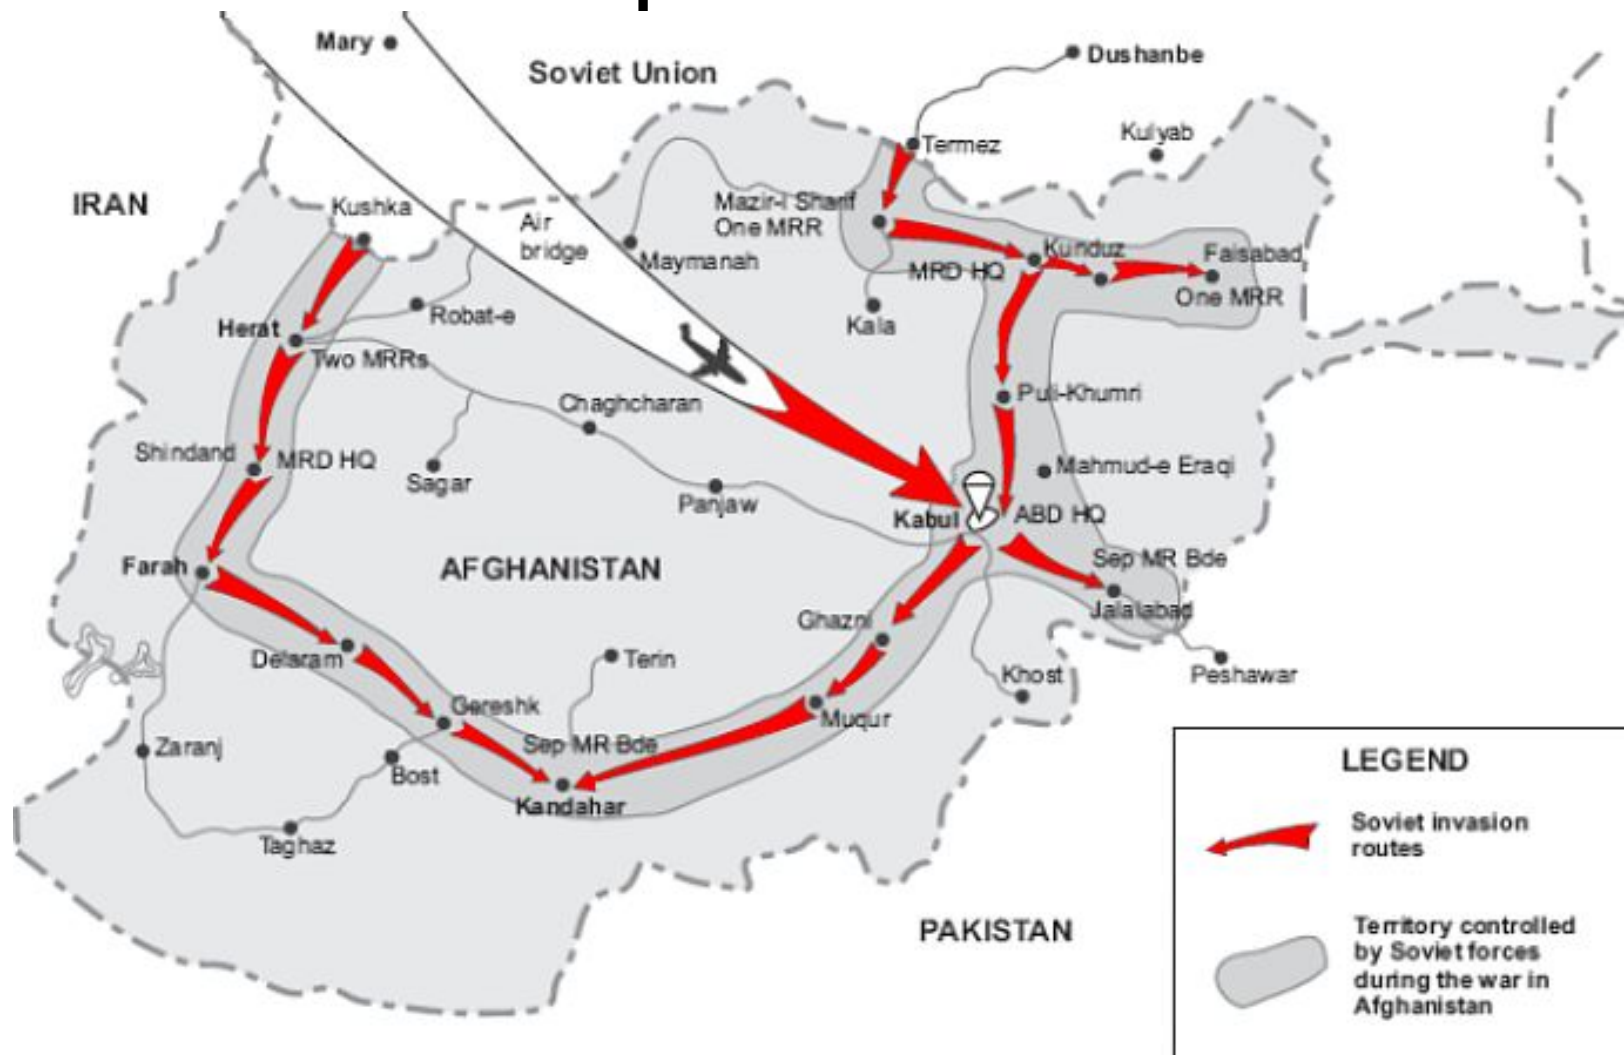 Mary
Soviet Union
Dushanbe
Termez
Kulyab
IRAN
Kushka
Air
bridge
Mazir-i Sharif
One MRR
Maymanah
MRD HQ
Kunduz
Faisabad
One MRR
Kala
Robat-e
Herat
Two MRRs
Chaghcharan
Puli-Khumri
Shindand
MRD HQ
Sagar
Panjaw
Mahmud-e Eraqi
Kabul
ABD HQ
Farah
AFGHANISTAN
Sep MR Bde
Jalalabad
Ghazni
Delaram
Terin
Khost
Peshawar
Gereshk
Muqur
Zaranj
Sep MR Bde
Bost
Kandahar
Taghaz
PAKISTAN
LEGEND
Soviet invasion
routes
Territory controlled
by Soviet forces
during the war in
Afghanistan